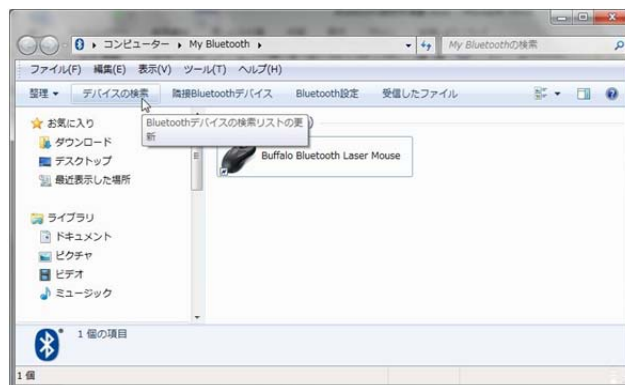 コンピューター ▸ My Bluetooth ▸
My Bluetoothの検索
ファイル(F) 編集(E) 表示(V) ツール(T) ヘルプ(H)
整理 デバイスの検索 隣接Bluetoothデバイス Bluetooth設定 受信したファイル
Bluetoothデバイスの検索リストの更
新
お気に入り
ダウンロード
デスクトップ
最近表示した場所
Buffalo Bluetooth Laser Mouse
ライブラリ
ドキュメント
ピクチャ
ビデオ
ミュージック
1 個の項目
1 個